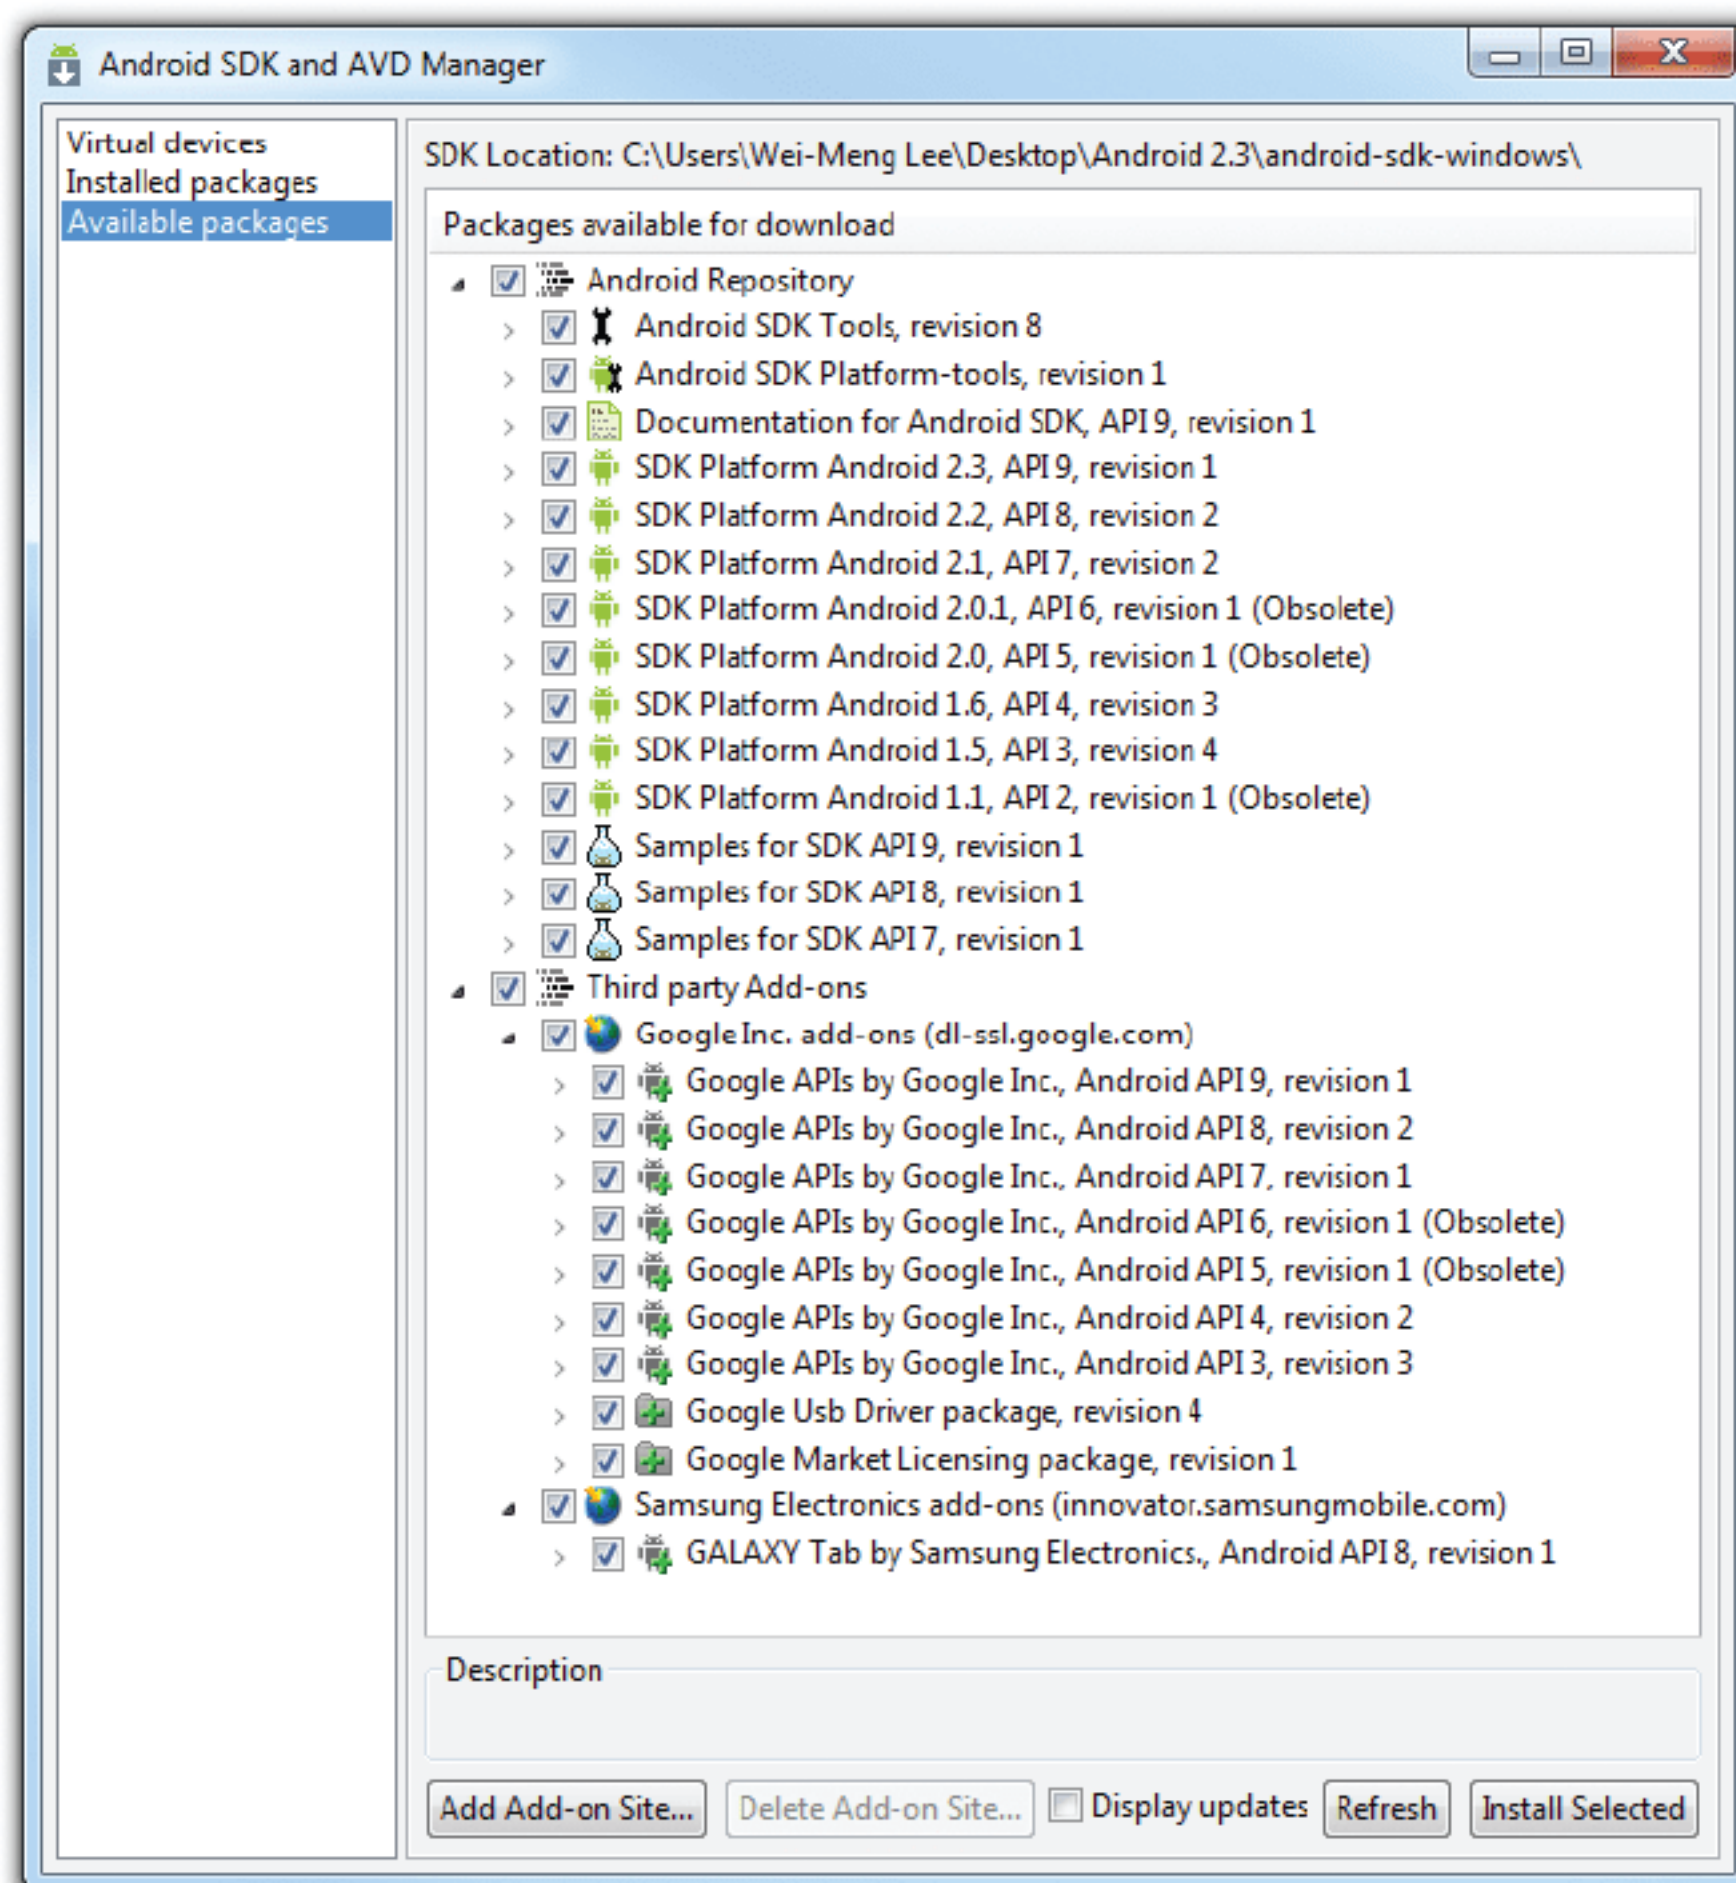 Android SDK and AVD Manager
Virtual devices
Installed packages
Available packages
SDK Location: C:\Users\Wei-Meng Lee\Desktop\Android 2.3\android-sdk-windows\
Packages available for download
Android Repository
Android SDK Tools, revision 8
Android SDK Platform-tools, revision 1
Documentation for Android SDK, API 9, revision 1
SDK Platform Android 2.3, API 9, revision 1
SDK Platform Android 2.2, API 8, revision 2
SDK Platform Android 2.1, API 7, revision 2
SDK Platform Android 2.0.1, API 6, revision 1 (Obsolete)
SDK Platform Android 2.0, API 5, revision 1 (Obsolete)
SDK Platform Android 1.6, API 4, revision 3
SDK Platform Android 1.5, API 3, revision 4
SDK Platform Android 1.1, API 2, revision 1 (Obsolete)
Samples for SDK API 9, revision 1
Samples for SDK API 8, revision 1
Samples for SDK API 7, revision 1
Third party Add-ons
Google Inc. add-ons (dl-ssl.google.com)
Google APIs by Google Inc., Android API 9, revision 1
Google APIs by Google Inc., Android API 8, revision 2
Google APIs by Google Inc., Android API 7, revision 1
Google APIs by Google Inc., Android API 6, revision 1 (Obsolete)
Google APIs by Google Inc., Android API 5, revision 1 (Obsolete)
Google APIs by Google Inc., Android API 4, revision 2
Google APIs by Google Inc., Android API 3, revision 3
Google Usb Driver package, revision 4
Google Market Licensing package, revision 1
Samsung Electronics add-ons (innovator.samsungmobile.com)
GALAXY Tab by Samsung Electronics., Android API 8, revision 1
Description
Add Add-on Site... Delete Add-on Site... Display updates Refresh Install Selected